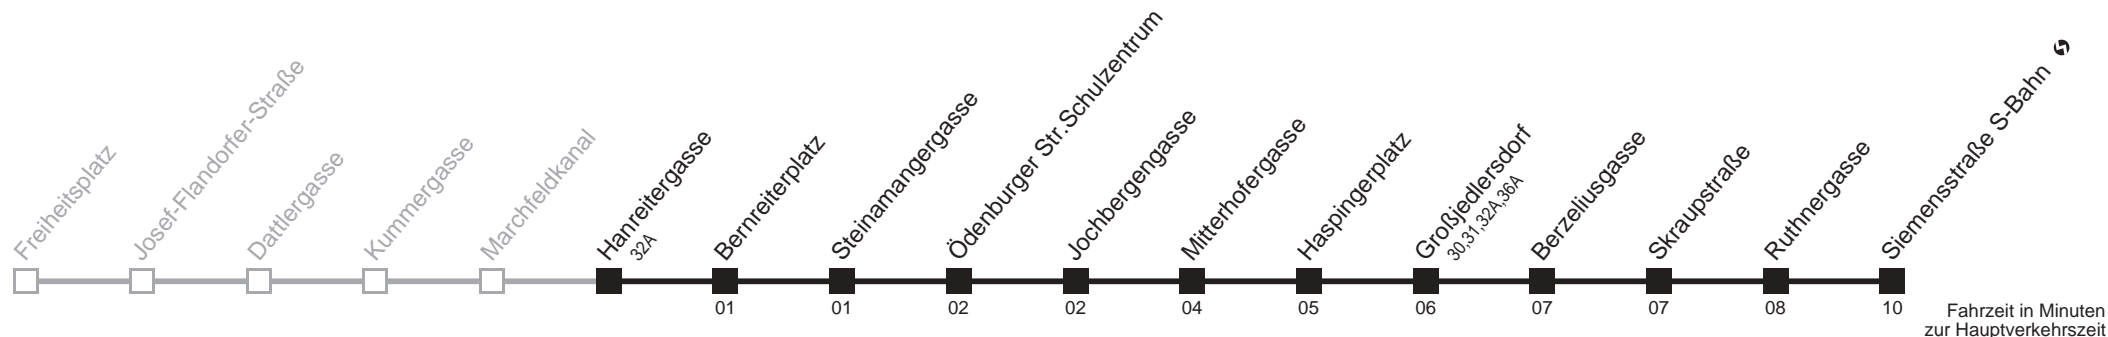 Freiheitsplatz
Josef-Flandorfer-Straße
Dattlergasse
Kummergasse
Marchfeldkanal
Hanreitergasse
32A
Bernreiterplatz
Steinamangergasse
Ödenburger Str.Schulzentrum
Jochbergengasse
Mitterhofergasse
Haspingerplatz
Großjedlersdorf
30,31,32A,36A
Berzeliusgasse
Skraupstraße
Ruthnergasse
Siemensstraße S-Bahn
01
01
02
02
04
05
06
07
07
08
10
Fahrzeit in Minuten
zur Hauptverkehrszeit